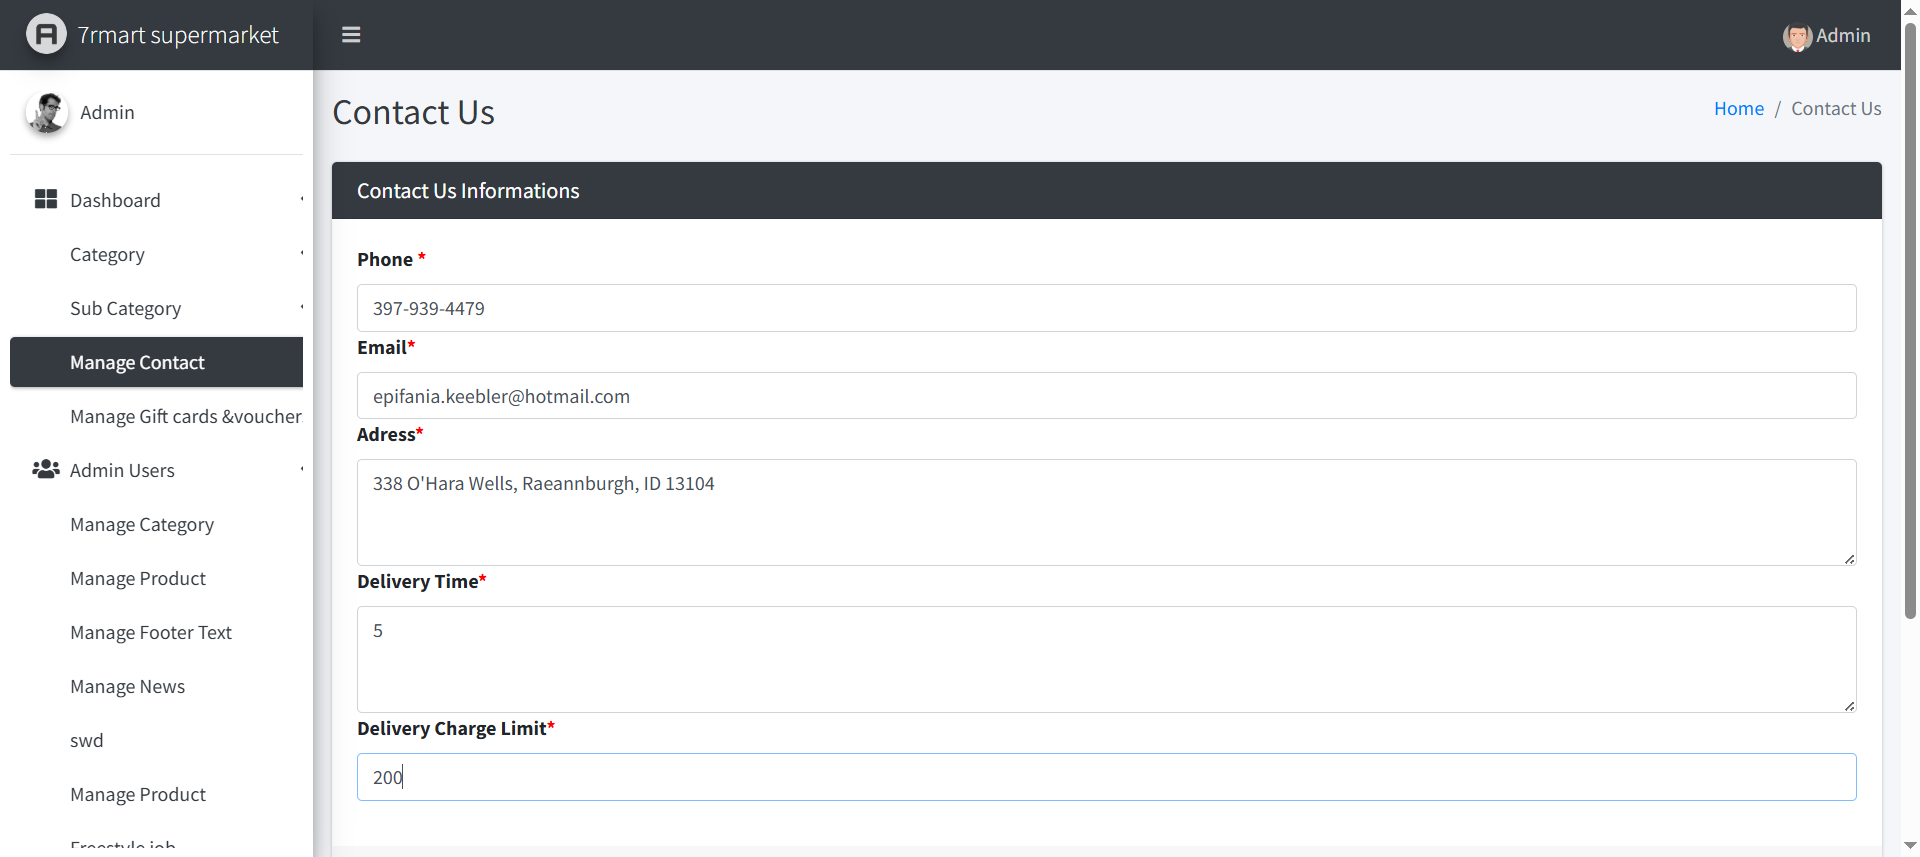 7rmart supermarket
Admin
Admin
Contact Us
Home / Contact Us
Dashboard
Category
Sub Category
Manage Contact
Manage Gift cards &voucher
Admin Users
Manage Category
Manage Product
Manage Footer Text
Manage News
swd
Manage Product
Freestyle job
Contact Us Informations
Phone *
397-939-4479
Email*
epifania.keebler@hotmail.com
Adress*
338 O'Hara Wells, Raeannburgh, ID 13104
Delivery Time*
5
Delivery Charge Limit*
200